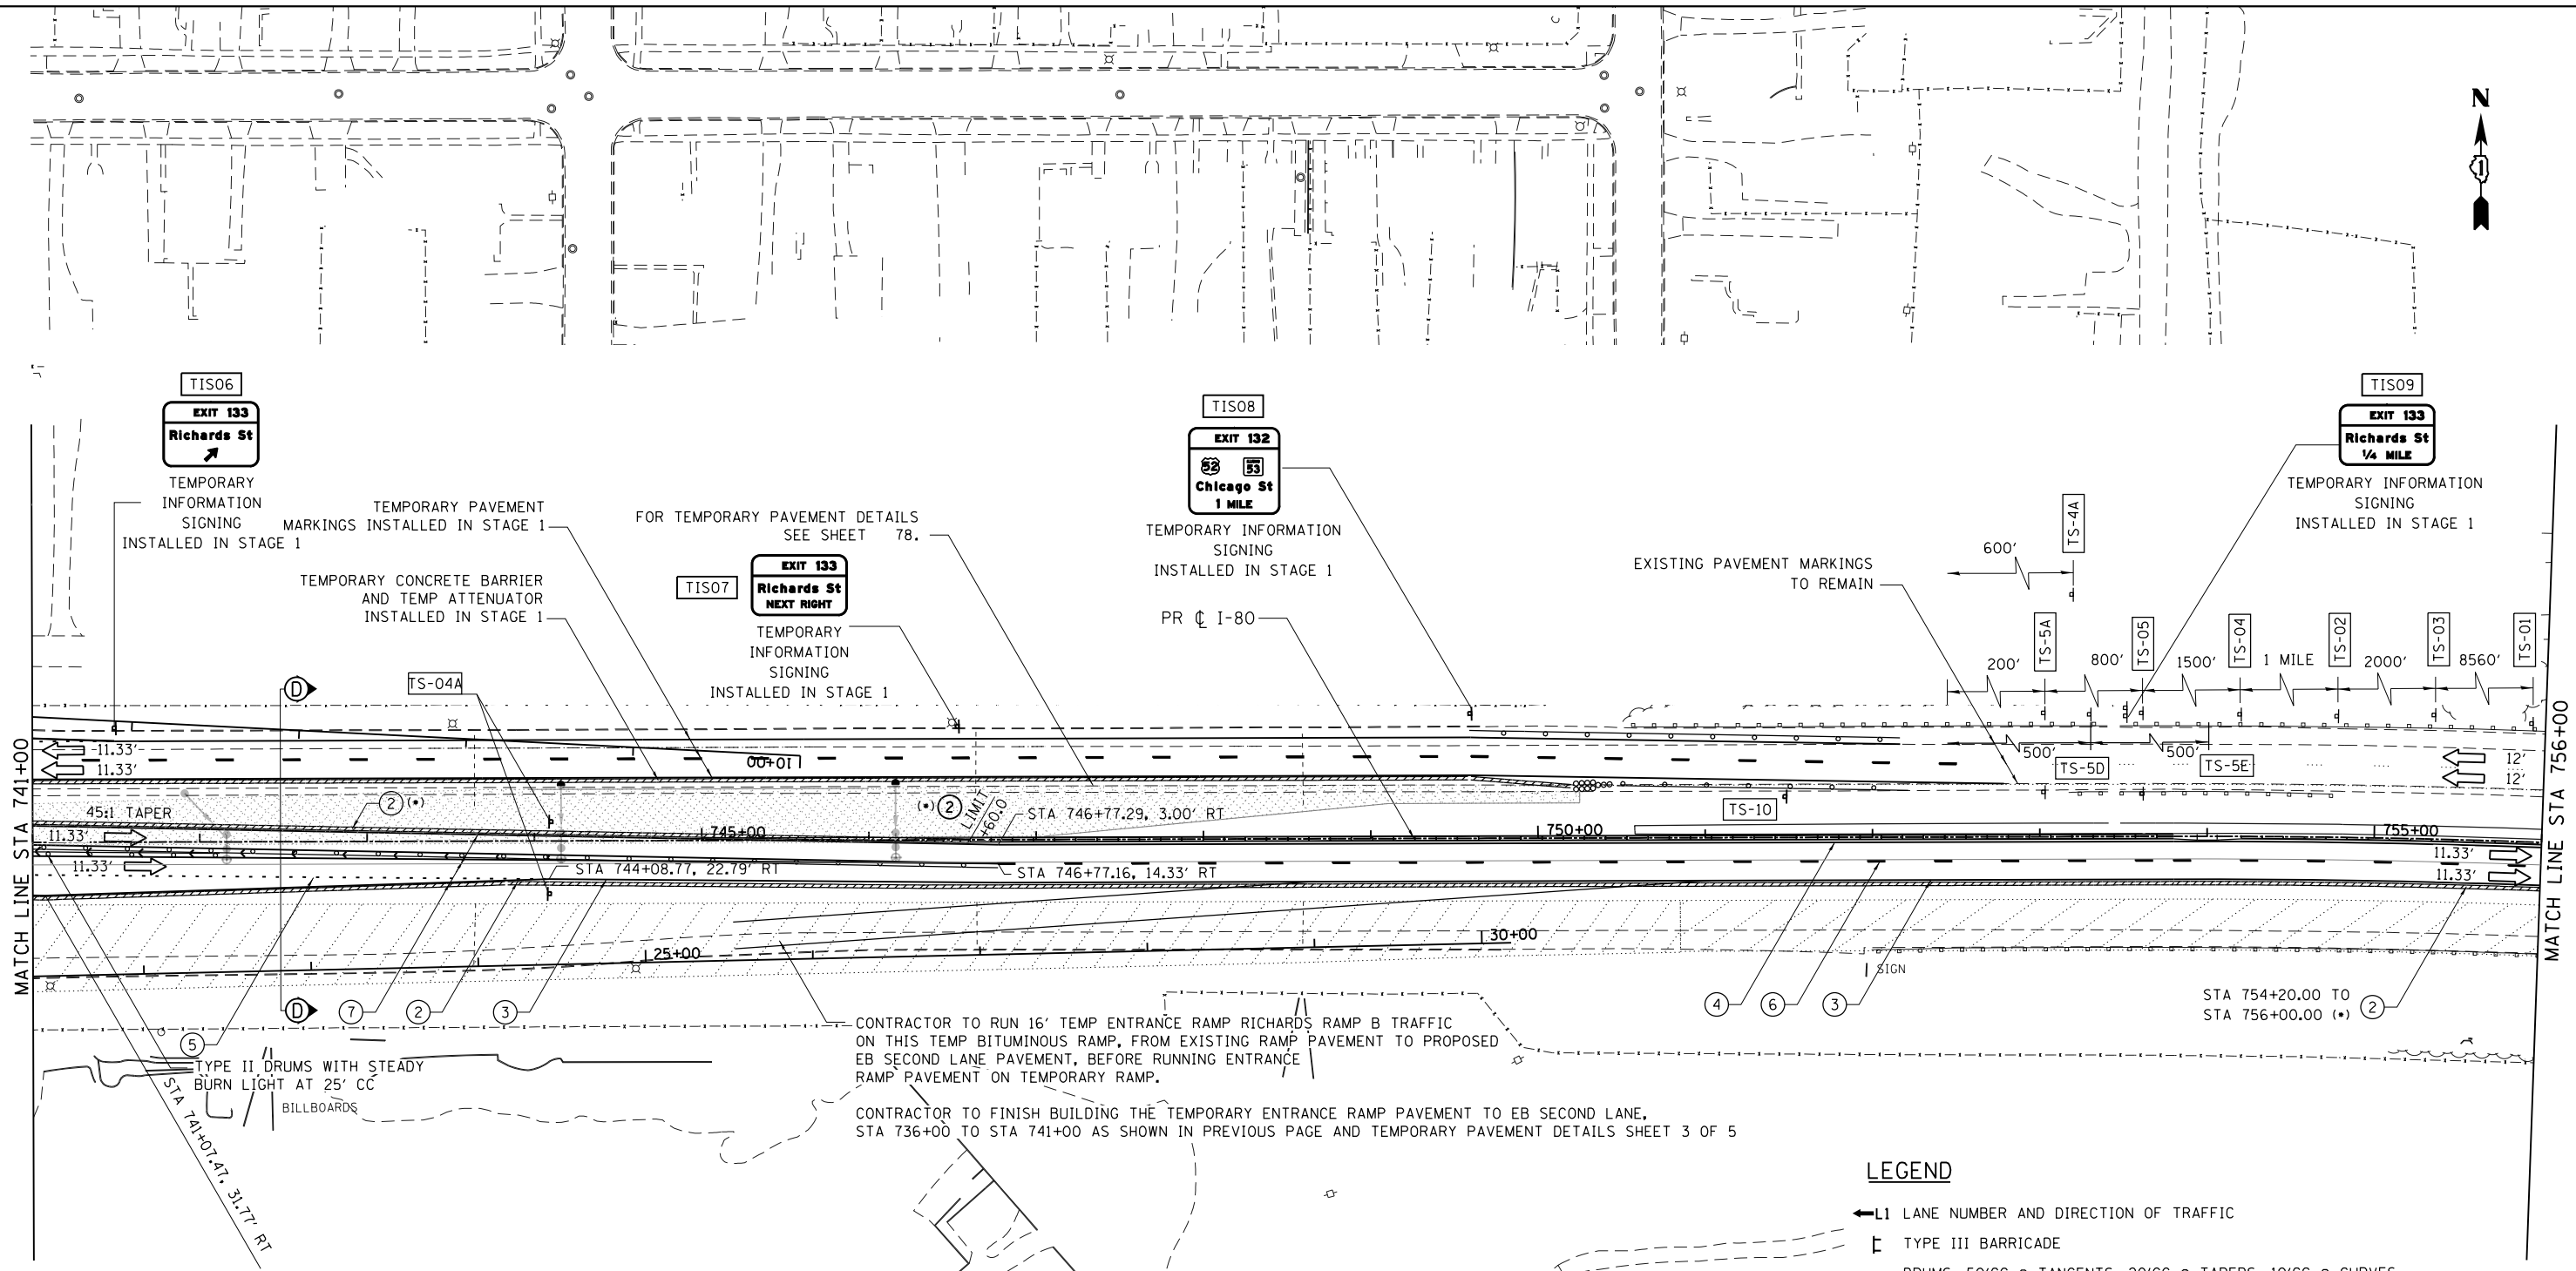 N
1
TIS06
EXIT 133
Richards St
TEMPORARY
INFORMATION
SIGNING
INSTALLED IN STAGE 1
TEMPORARY PAVEMENT
MARKINGS INSTALLED IN STAGE 1
TEMPORARY CONCRETE BARRIER
AND TEMP ATTENUATOR
INSTALLED IN STAGE 1
FOR TEMPORARY PAVEMENT DETAILS
SEE SHEET 78.
TIS07
EXIT 133
Richards St
NEXT RIGHT
TEMPORARY
INFORMATION
SIGNING
INSTALLED IN STAGE 1
TIS08
EXIT 132
52 53
Chicago St
1 MILE
TEMPORARY INFORMATION
SIGNING
INSTALLED IN STAGE 1
PR ℄ I-80
EXISTING PAVEMENT MARKINGS
TO REMAIN
TIS09
EXIT 133
Richards St
1/4 MILE
TEMPORARY INFORMATION
SIGNING
INSTALLED IN STAGE 1
600'
TS-4A
TS-5A
TS-05
TS-04
TS-02
TS-03
TS-01
200'
800'
1500'
1 MILE
2000'
8560'
TS-04A
D
MATCH LINE STA 741+00
MATCH LINE STA 756+00
11.33'
11.33'
10+00
500'
500'
TS-5D
TS-5E
12'
12'
45:1 TAPER
2 (•)
(•) 2
LIMIT
+60.0
STA 746+77.29, 3.00' RT
TS-10
11.33'
745+00
750+00
755+00
11.33'
11.33'
STA 744+08.77, 22.79' RT
STA 746+77.16, 14.33' RT
11.33'
25+00
30+00
SIGN
D
7
2
3
4
6
3
STA 754+20.00 TO
STA 756+00.00 (•)
2
5
TYPE II DRUMS WITH STEADY
BURN LIGHT AT 25' CC
BILLBOARDS
STA 741+07.47, 31.77' RT
CONTRACTOR TO RUN 16' TEMP ENTRANCE RAMP RICHARDS RAMP B TRAFFIC
ON THIS TEMP BITUMINOUS RAMP, FROM EXISTING RAMP PAVEMENT TO PROPOSED
EB SECOND LANE PAVEMENT, BEFORE RUNNING ENTRANCE
RAMP PAVEMENT ON TEMPORARY RAMP.
CONTRACTOR TO FINISH BUILDING THE TEMPORARY ENTRANCE RAMP PAVEMENT TO EB SECOND LANE,
STA 736+00 TO STA 741+00 AS SHOWN IN PREVIOUS PAGE AND TEMPORARY PAVEMENT DETAILS SHEET 3 OF 5
LEGEND
L1 LANE NUMBER AND DIRECTION OF TRAFFIC
TYPE III BARRICADE